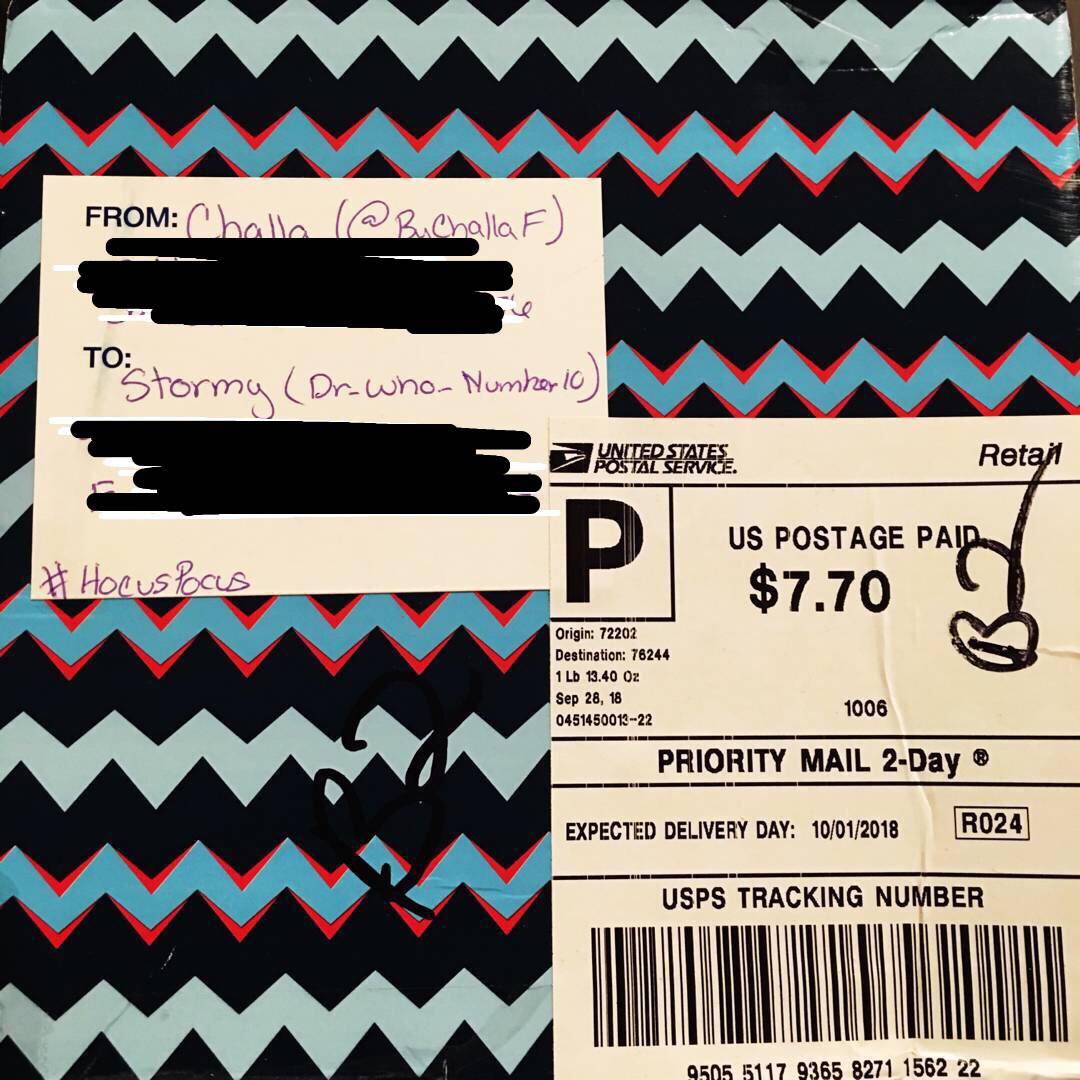 FROM: Challa (@ByChallaF)
TO:
Stormy (Dr-who-Number10)
#HocusPocus
UNITED STATES
POSTAL SERVICE.
Retail
P
US POSTAGE PAID
$7.70
Origin: 72202
Destination: 76244
1 Lb 13.40 Oz
Sep 28, 18
0451450013-22
1006
PRIORITY MAIL 2-Day ®
EXPECTED DELIVERY DAY: 10/01/2018
R024
USPS TRACKING NUMBER
9505 5117 9365 8271 1562 22